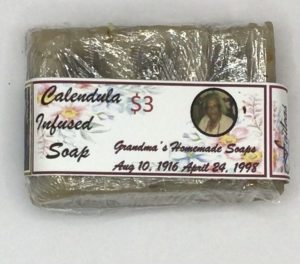 Calendula $3
Infused
Soap
Grandma's Homemade Soaps
Aug 10, 1916 April 24, 1998